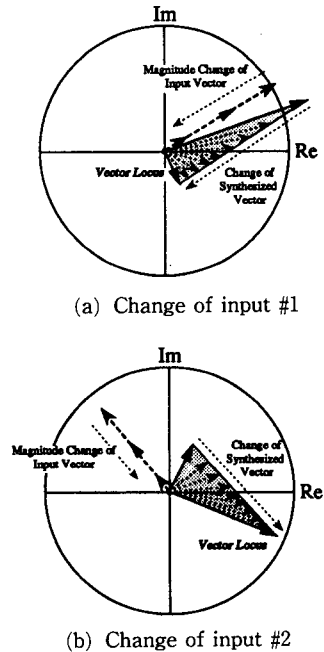 Im
Magnitude Change of
Input Vector
Re
Vector Locus
Change of
Synthesized
Vector
(a) Change of input #1
Im
Magnitude Change of
Input Vector
Change of
Synthesized
Vector
Re
Vector Locus
(b) Change of input #2